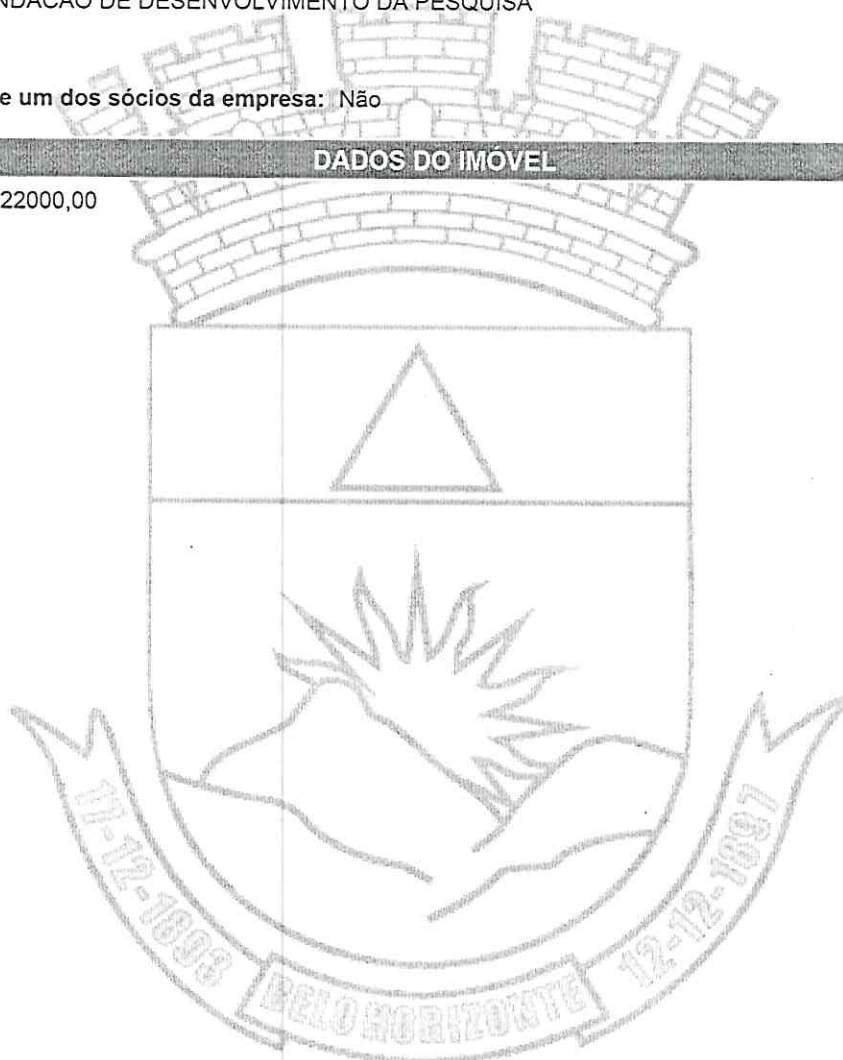 NDACAO DE DESENVOLVIMENTO DA PESQUISA
e um dos sócios da empresa: Não
DADOS DO IMÓVEL
22000,00
17-12-1893
BELO HORIZONTE
12-12-1897